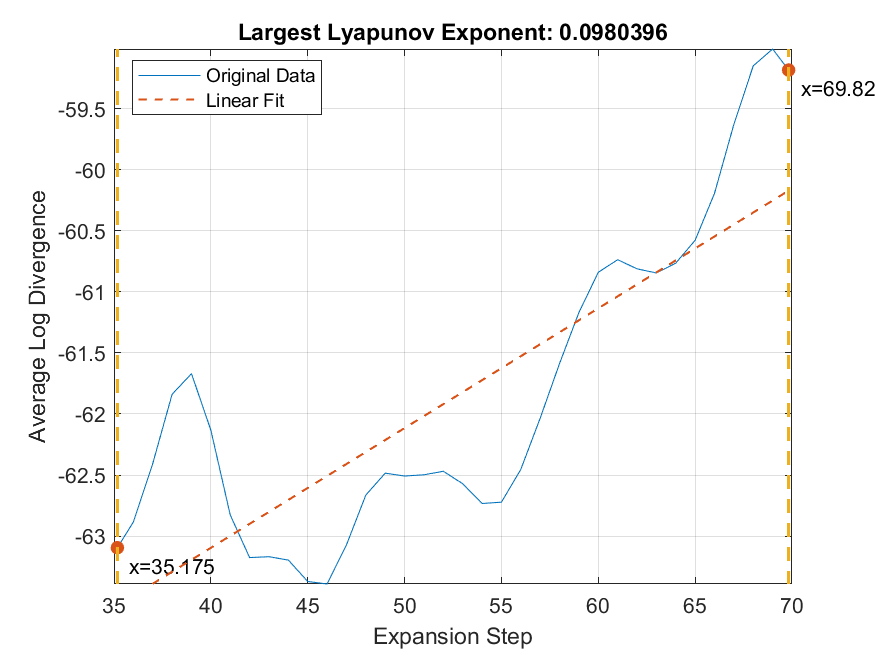 Largest Lyapunov Exponent: 0.0980396
Original Data
Linear Fit
x=69.82
-59.5
-60
-60.5
-61
-61.5
-62
-62.5
-63
Average Log Divergence
x=35.175
35 40 45 50 55 60 65 70
Expansion Step